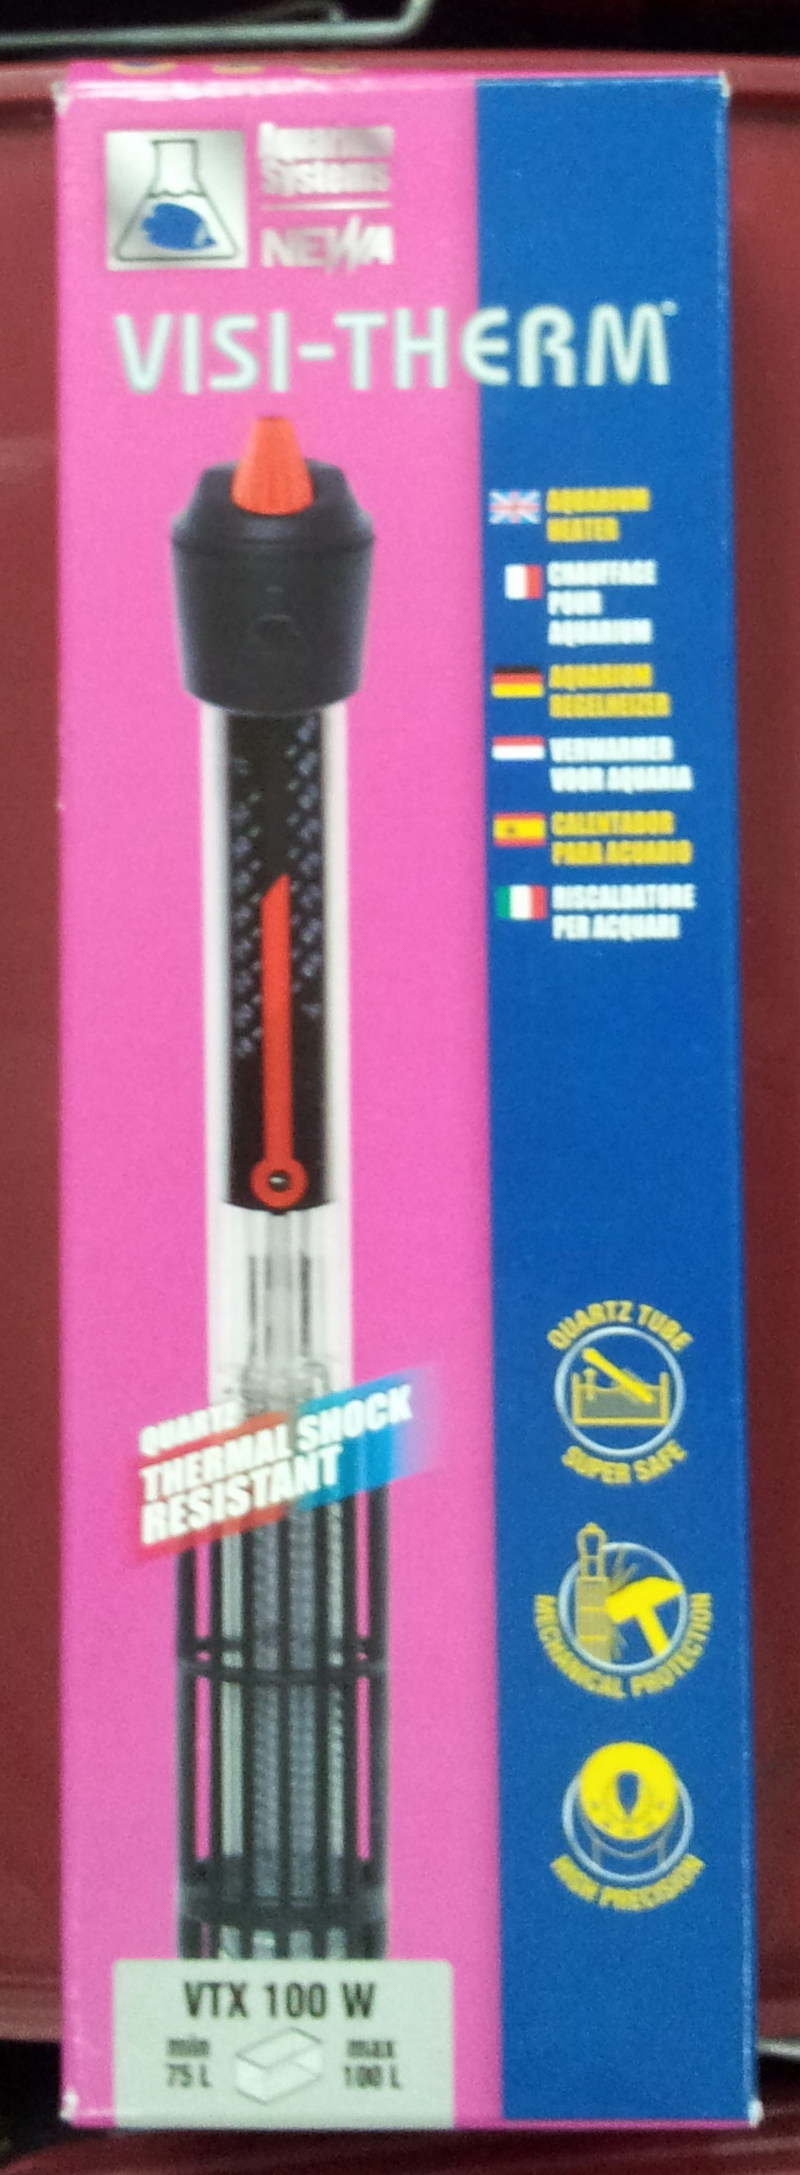 Aquarium
Systems
NEWA
VISI-THERM
AQUARIUM
HEATER
CHAUFFAGE
POUR
AQUARIUM
AQUARIUM
REGELHEIZER
VERWARMER
VOOR AQUARIA
CALENTADOR
PARA ACUARIO
RISCALDATORE
PER ACQUARI
QUARTZ TUBE
SUPER SAFE
QUARTZ
THERMAL SHOCK
RESISTANT
MECHANICAL PROTECTION
HIGH PRECISION
VTX 100 W
min
75 L
max
100 L